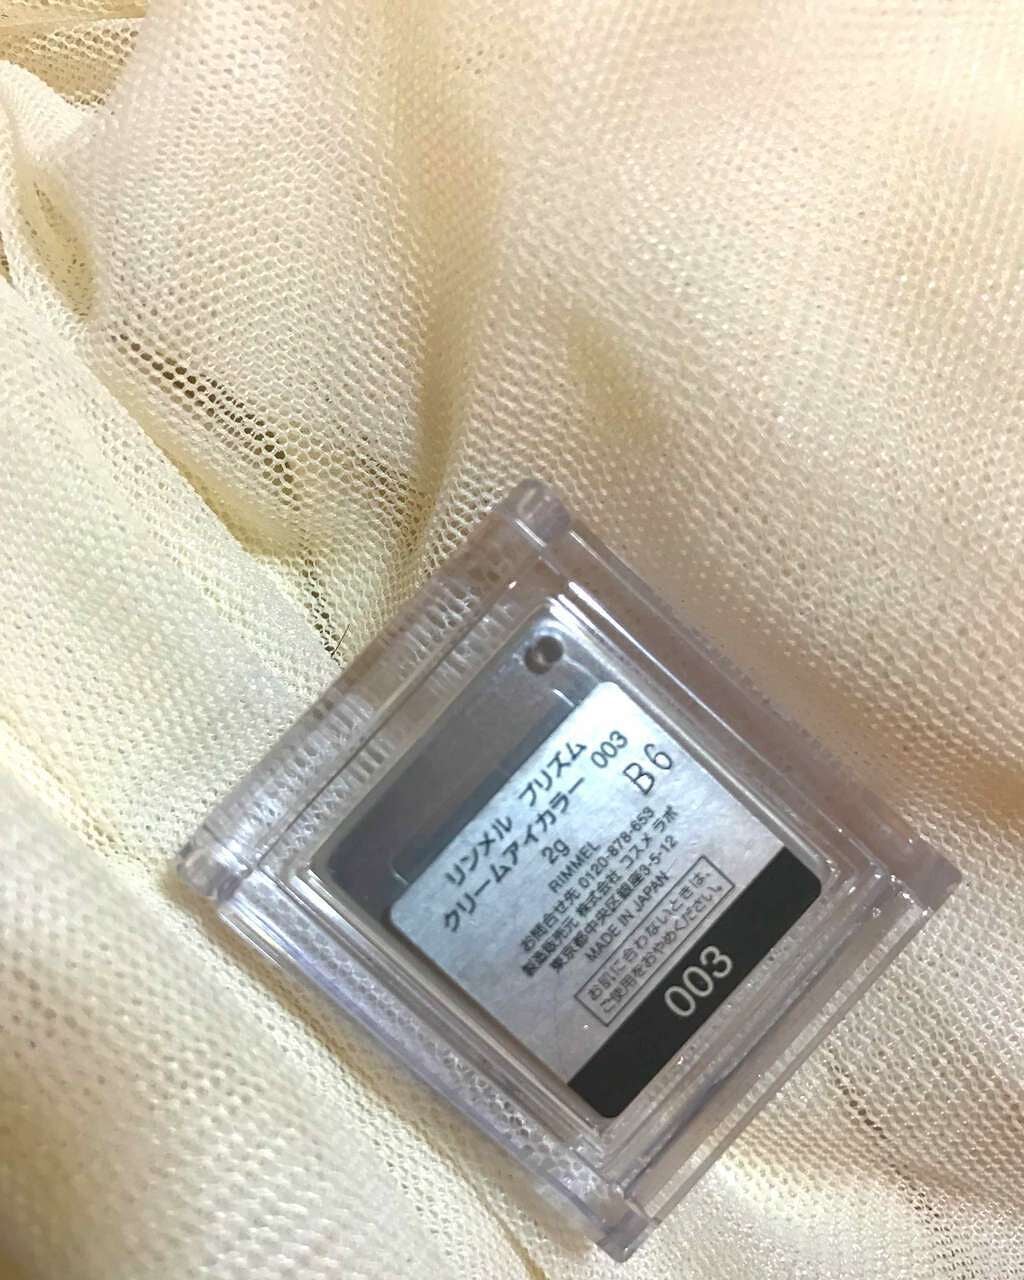 リンメル プリズム
クリームアイカラー 003
2g
B6
RIMMEL
お問合せ先 0120-878-653
製造販売元 株式会社 コスメ ラボ
東京都中央区銀座3-5-12
MADE IN JAPAN
お肌に合わないときは、
ご使用をおやめください。
003